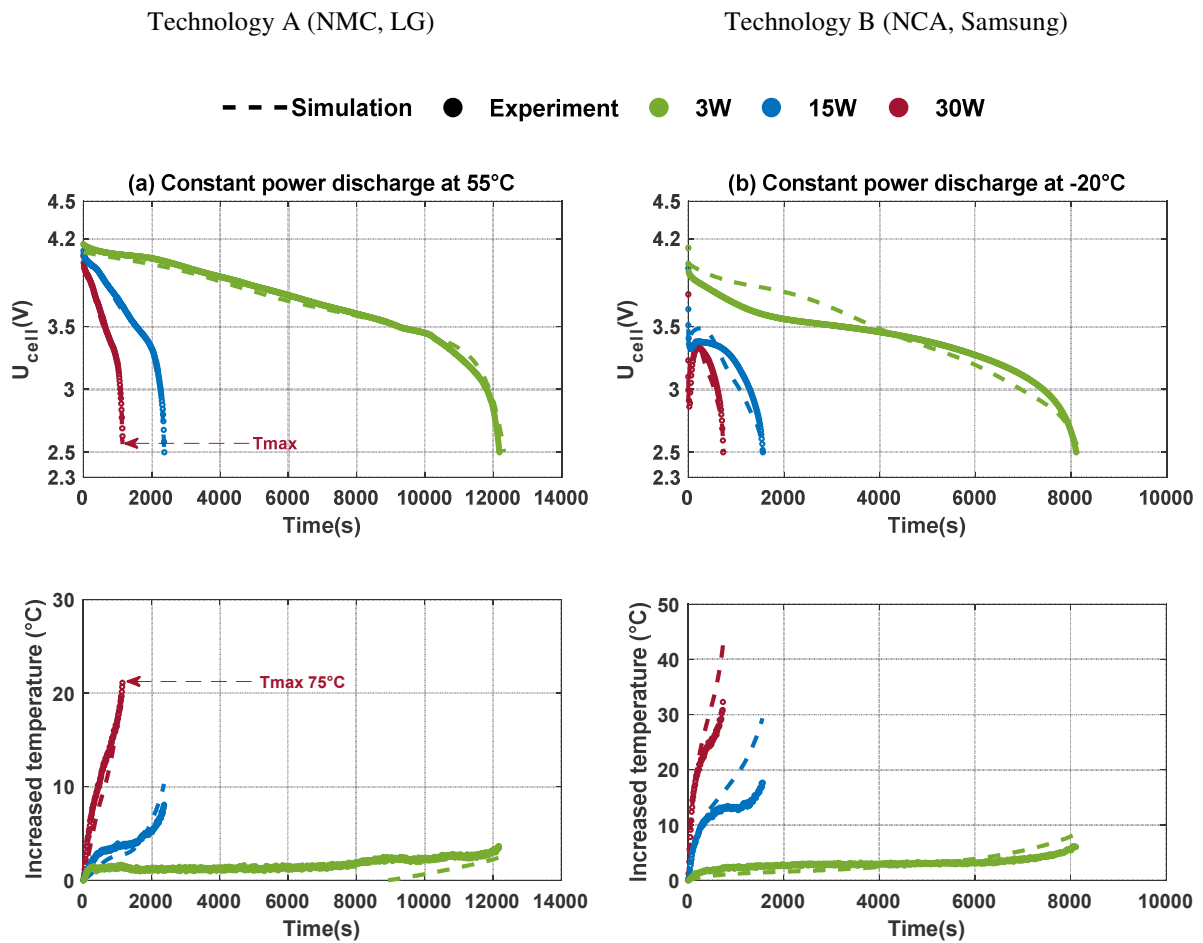 Technology A (NMC, LG)
Technology B (NCA, Samsung)
Simulation Experiment 3W 15W 30W
(a) Constant power discharge at 55°C
4.5
4.2
3.5
3
2.5
2.3
U_cell(V)
Tmax
0 2000 4000 6000 8000 10000 12000 14000
Time(s)
(b) Constant power discharge at -20°C
4.5
4.2
3.5
3
2.5
2.3
U_cell(V)
0 2000 4000 6000 8000 10000
Time(s)
30
20
10
0
Increased temperature (°C)
Tmax 75°C
0 2000 4000 6000 8000 10000 12000 14000
Time(s)
50
40
30
20
10
0
Increased temperature (°C)
0 2000 4000 6000 8000 10000
Time(s)